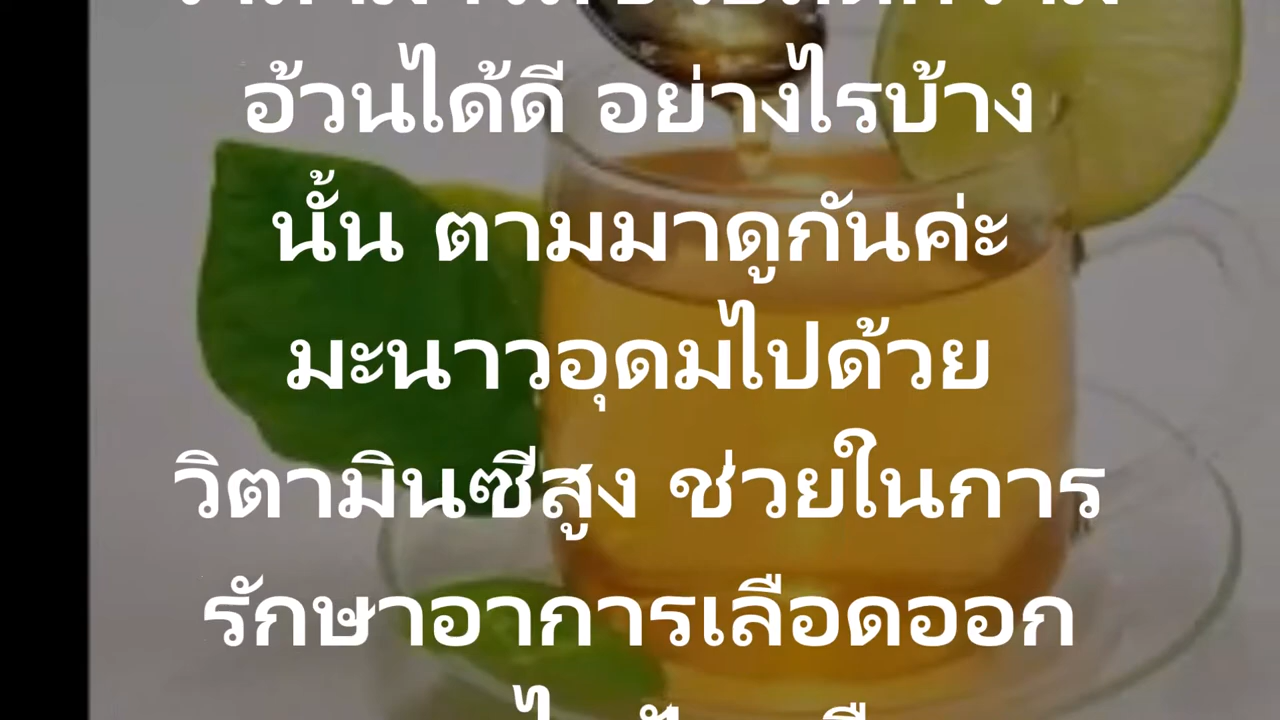 อ้วนได้ดี อย่างไรบ้าง
นั้น ตามมาดูกันค่ะ
มะนาวอุดมไปด้วย
วิตามินซีสูง ช่วยในการ
รักษาอาการเลือดออก